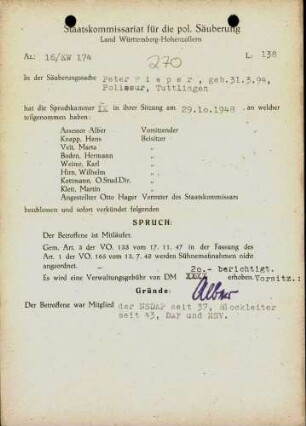 Staatskommissariat für die pol. Säuberung
Land Württemberg-Hohenzollern
Az.: 16/KW 174
L: 138
270
In der Säuberungssache Peter Pieper, geb.31.3.94,
Polisseur, Tuttlingen
hat die Spruchkammer IX in ihrer Sitzung am 29.10.1948, an welcher
teilgenommen haben:
Assessor Alber Vorsitzender
Knapp, Hans Beisitzer
Veit, Maria "
Boden, Hermann "
Weine, Karl "
Hirn, Wilhelm "
Kottmann, O.Stud.Dir. "
Klett, Martin "
Angestellter Otto Hager Vertreter des Staatskommissars
beschlossen und sofort verkündet folgenden
SPRUCH:
Der Betroffene ist Mitläufer.
Gem. Art. 3 der VO. 133 vom 17. 11. 47 in der Fassung des
Art. 1 der VO. 165 vom 13. 7. 48 werden Sühnemaßnahmen nicht
angeordnet.
20.- berichtigt.
Es wird eine Verwaltungsgebühr von DM erhoben. Vorsitz.:
Gründe: Alber
Der Betroffene war Mitglied der NSDAP seit 37, Blockleiter
seit 43, DAF und NSV.